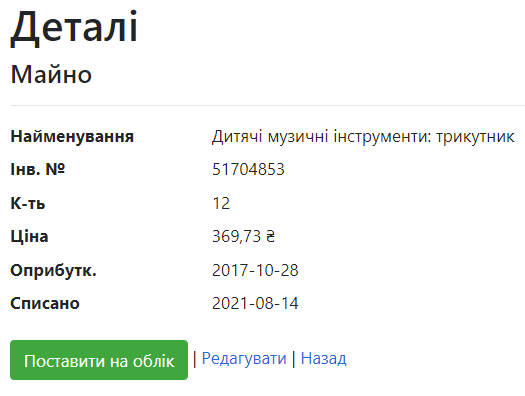 Деталі
Майно
Найменування Дитячі музичні інструменти: трикутник
Інв. № 51704853
К-ть 12
Ціна 369,73 ₴
Оприбутк. 2017-10-28
Списано 2021-08-14
Поставити на облік | Редагувати | Назад